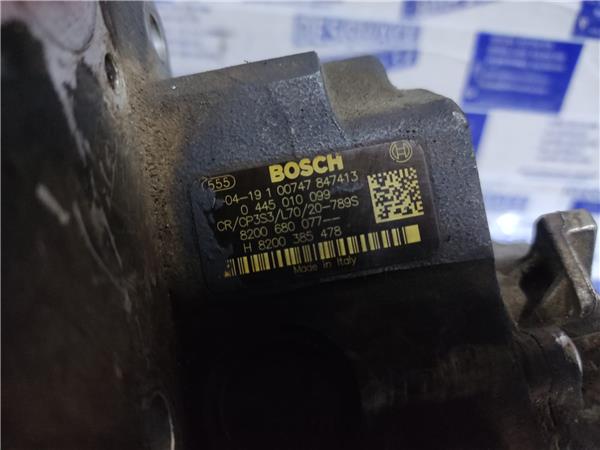 555 BOSCH
04-19 1 00747 847413
0 445 010 099
CR/CP3S3/L70/20-789S
8200 680 077--
H 8200 385 478
Made in Italy